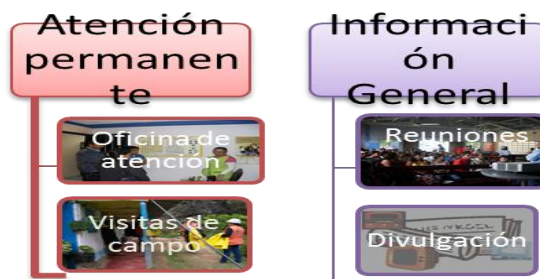 Atención
permanen
te
Oficina de
atención
Visitas de
campo
Informaci
ón
General
Reuniones
Divulgación